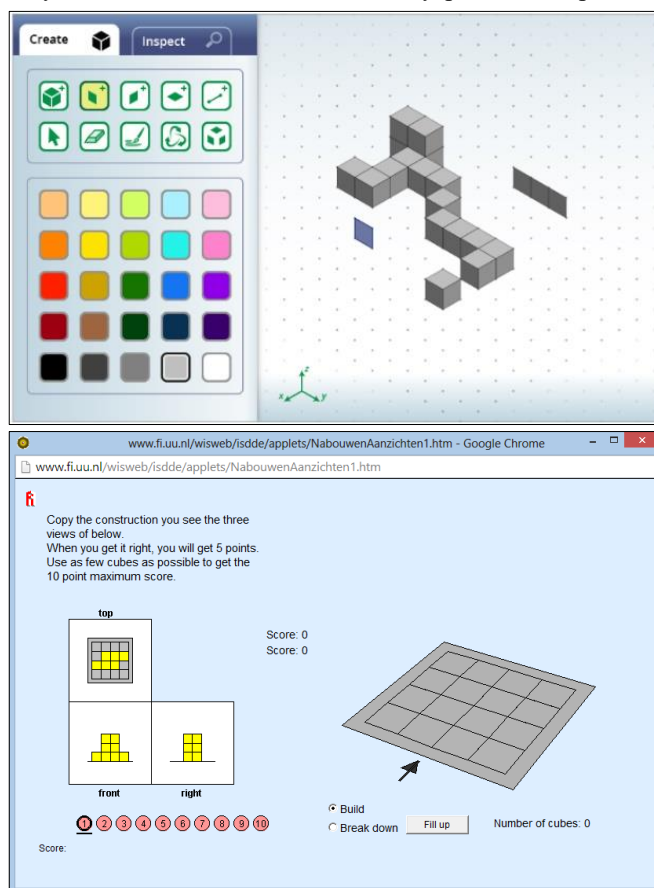 Create
Inspect
z
x
y
www.fi.uu.nl/wisweb/isdde/applets/NabouwenAanzichten1.htm - Google Chrome
www.fi.uu.nl/wisweb/isdde/applets/NabouwenAanzichten1.htm
Copy the construction you see the three
views of below.
When you get it right, you will get 5 points.
Use as few cubes as possible to get the
10 point maximum score.
top
Score: 0
Score: 0
front right
Build
Break down Fill up Number of cubes: 0
1 2 3 4 5 6 7 8 9 10
Score: